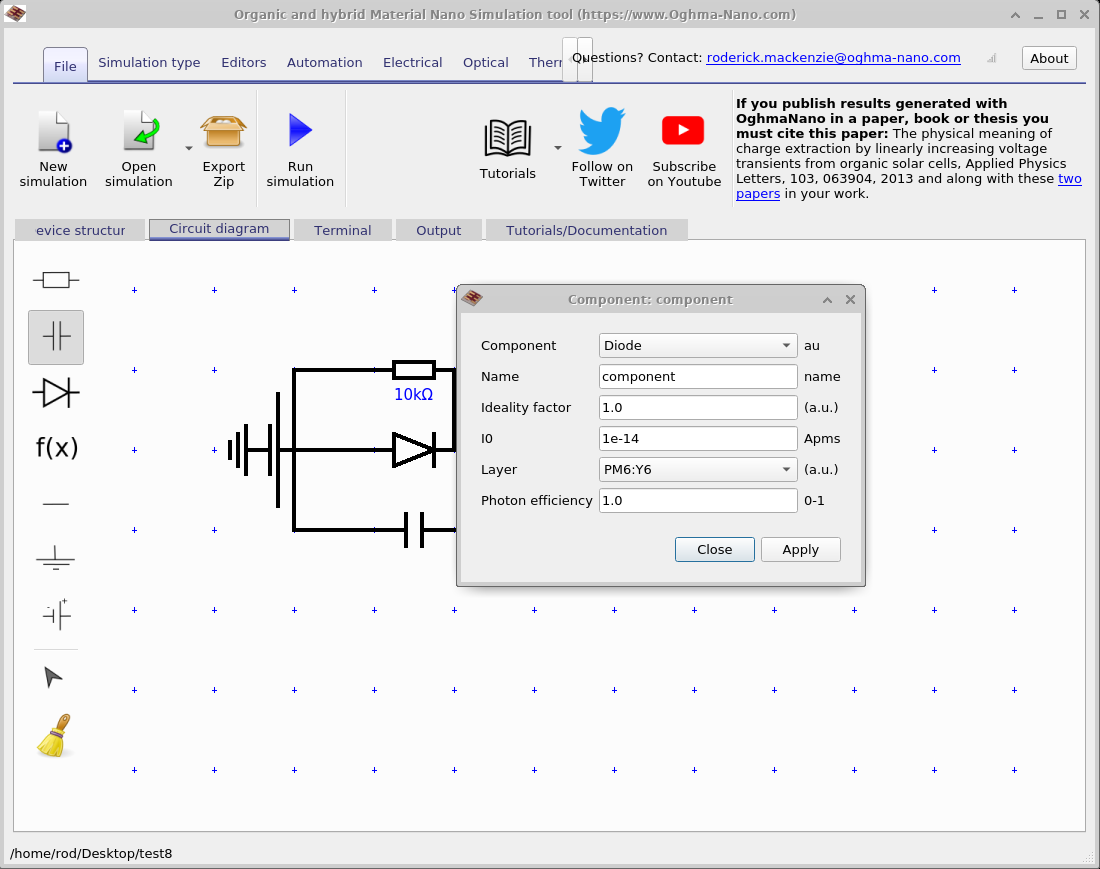 Organic and hybrid Material Nano Simulation tool (https://www.Oghma-Nano.com)
File Simulation type Editors Automation Electrical Optical Therr
Questions? Contact: roderick.mackenzie@oghma-nano.com
About
New
simulation
Open
simulation
Export
Zip
Run
simulation
Tutorials
Follow on
Twitter
Subscribe
on Youtube
If you publish results generated with
OghmaNano in a paper, book or thesis you
must cite this paper: The physical meaning of
charge extraction by linearly increasing voltage
transients from organic solar cells, Applied Physics
Letters, 103, 063904, 2013 and along with these two
papers in your work.
evice structur
Circuit diagram
Terminal
Output
Tutorials/Documentation
f(x)
10kΩ
Component: component
Component Diode au
Name component name
Ideality factor 1.0 (a.u.)
I0 1e-14 Apms
Layer PM6:Y6 (a.u.)
Photon efficiency 1.0 0-1
Close Apply
/home/rod/Desktop/test8